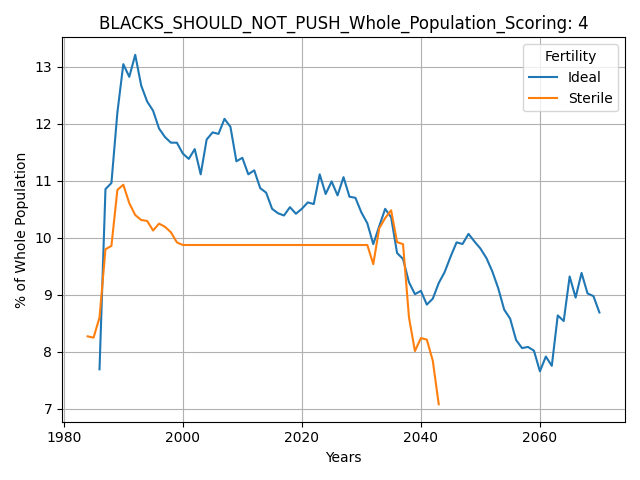 BLACKS_SHOULD_NOT_PUSH_Whole_Population_Scoring: 4
Fertility
Ideal
Sterile
% of Whole Population
13
12
11
10
9
8
7
1980
2000
2020
2040
2060
Years